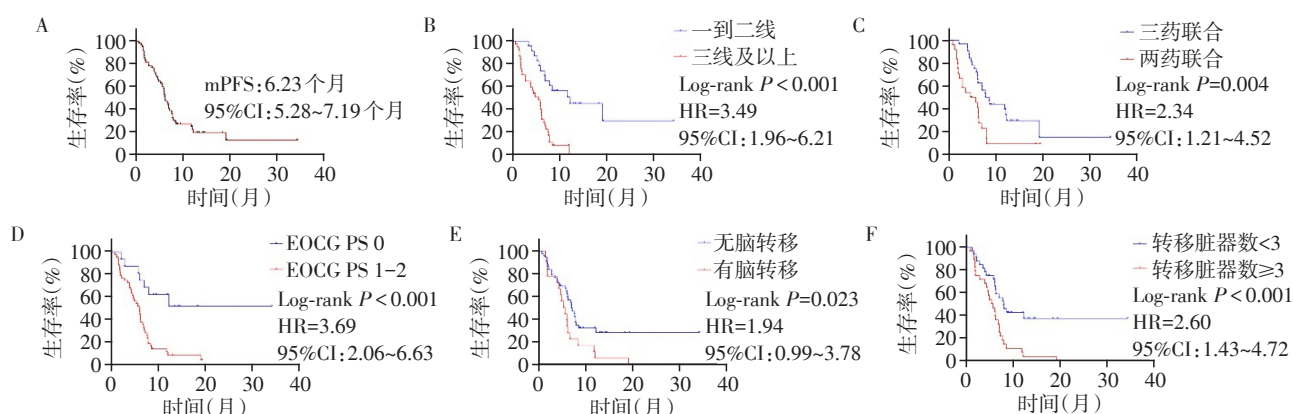 A
生存率(%)
100
80
60
40
20
0
mPFS:6.23个月
95%CI:5.28~7.19个月
0 10 20 30 40
时间(月)
B
生存率(%)
100
80
60
40
20
0
一到二线
三线及以上
Log-rank P<0.001
HR=3.49
95%CI:1.96~6.21
0 10 20 30 40
时间(月)
C
生存率(%)
100
80
60
40
20
0
三药联合
两药联合
Log-rank P=0.004
HR=2.34
95%CI:1.21~4.52
0 10 20 30 40
时间(月)
D
生存率(%)
100
80
60
40
20
0
EOCG PS 0
EOCG PS 1-2
Log-rank P<0.001
HR=3.69
95%CI:2.06~6.63
0 10 20 30 40
时间(月)
E
生存率(%)
100
80
60
40
20
0
无脑转移
有脑转移
Log-rank P=0.023
HR=1.94
95%CI:0.99~3.78
0 10 20 30 40
时间(月)
F
生存率(%)
100
80
60
40
20
0
转移脏器数<3
转移脏器数≥3
Log-rank P<0.001
HR=2.60
95%CI:1.43~4.72
0 10 20 30 40
时间(月)